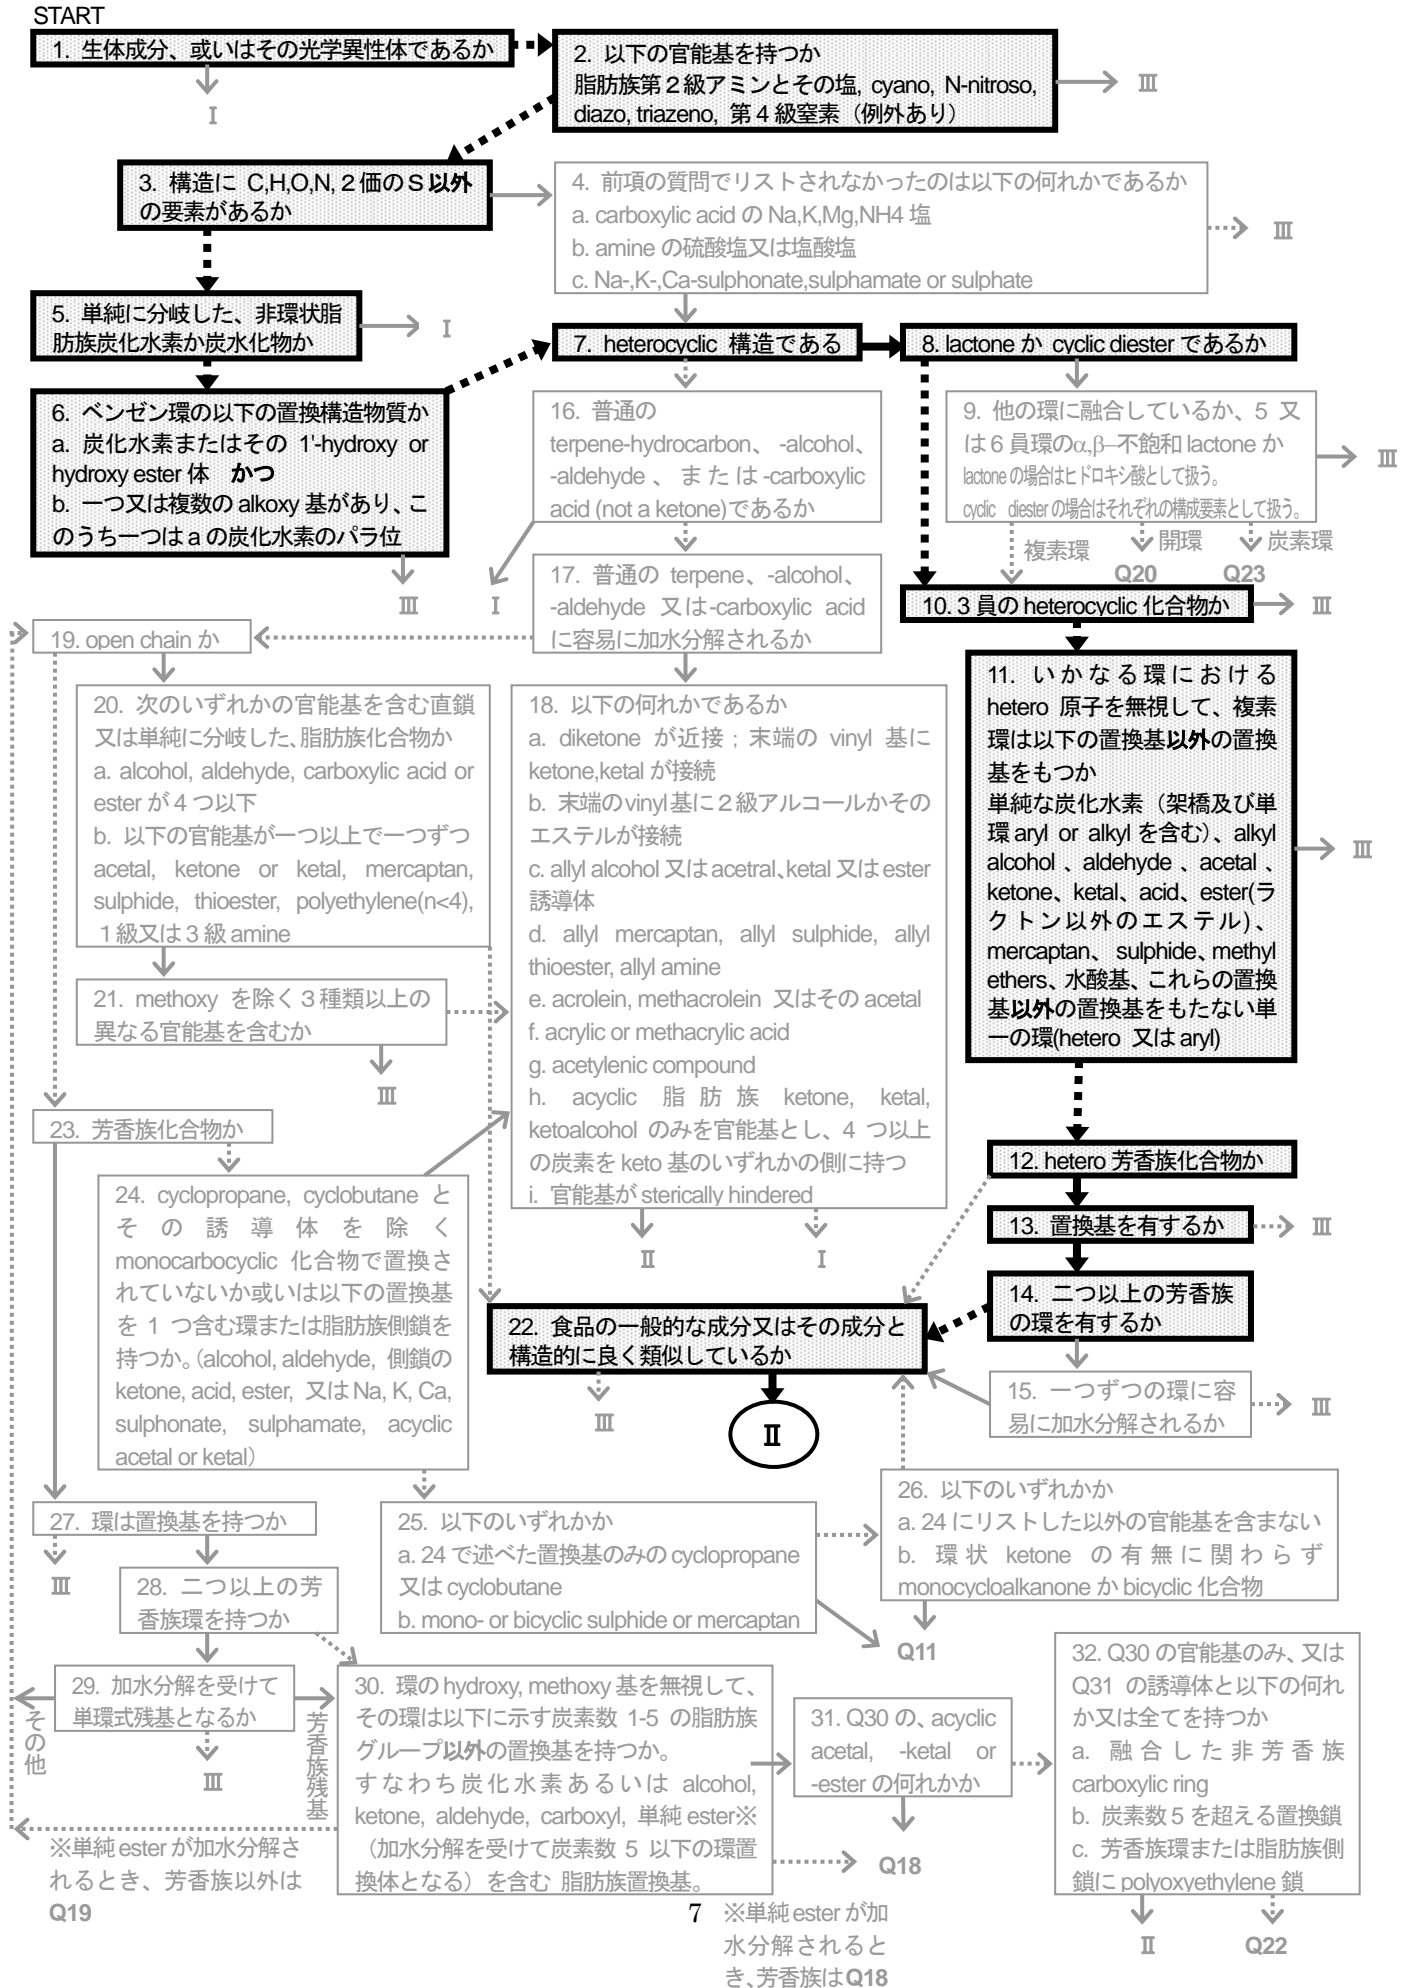 START
1. 生体成分、或いはその光学異性体であるか
I
2. 以下の官能基を持つか
脂肪族第２級アミンとその塩, cyano, N-nitroso,
diazo, triazeno, 第４級窒素（例外あり）
Ⅲ
3. 構造に C,H,O,N,２価のS以外
の要素があるか
4. 前項の質問でリストされなかったのは以下の何れかであるか
a. carboxylic acid の Na,K,Mg,NH4 塩
b. amine の硫酸塩又は塩酸塩
c. Na-,K-,Ca-sulphonate,sulphamate or sulphate
Ⅲ
5. 単純に分岐した、非環状脂
肪族炭化水素か炭水化物か
I
6. ベンゼン環の以下の置換構造物質か
a. 炭化水素またはその 1'-hydroxy or
hydroxy ester 体　かつ
b. 一つ又は複数の alkoxy 基があり、こ
のうち一つは a の炭化水素のパラ位
Ⅲ
7. heterocyclic 構造である
8. lactone か cyclic diester であるか
9. 他の環に融合しているか、5 又
は 6 員環のα,β–不飽和 lactone か
lactone の場合はヒドロキシ酸として扱う。
cyclic diester の場合はそれぞれの構成要素として扱う。
Ⅲ
複素環
開環
炭素環
Q20
Q23
10. 3 員の heterocyclic 化合物か
Ⅲ
11. いかなる環における
hetero 原子を無視して、複素
環は以下の置換基以外の置換
基をもつか
単純な炭化水素（架橋及び単
環 aryl or alkyl を含む）、alkyl
alcohol 、aldehyde 、acetal 、
ketone、ketal、acid、ester(ラ
クトン以外のエステル)、
mercaptan、 sulphide、methyl
ethers、水酸基、これらの置換
基以外の置換基をもたない単
一の環(hetero 又は aryl)
Ⅲ
12. hetero 芳香族化合物か
13. 置換基を有するか
Ⅲ
14. 二つ以上の芳香族
の環を有するか
15. 一つずつの環に容
易に加水分解されるか
Ⅲ
16. 普通の
terpene-hydrocarbon、-alcohol、
-aldehyde 、または-carboxylic
acid (not a ketone)であるか
I
17. 普通の terpene、-alcohol、
-aldehyde 又は-carboxylic acid
に容易に加水分解されるか
18. 以下の何れかであるか
a. diketone が近接；末端の vinyl 基に
ketone,ketal が接続
b. 末端のvinyl基に２級アルコールかその
エステルが接続
c. allyl alcohol 又は acetral、ketal 又は ester
誘導体
d. allyl mercaptan, allyl sulphide, allyl
thioester, allyl amine
e. acrolein, methacrolein 又はその acetal
f. acrylic or methacrylic acid
g. acetylenic compound
h. acyclic 脂肪族 ketone, ketal,
ketoalcohol のみを官能基とし、4 つ以上
の炭素を keto 基のいずれかの側に持つ
i. 官能基が sterically hindered
Ⅱ
I
19. open chain か
20. 次のいずれかの官能基を含む直鎖
又は単純に分岐した、脂肪族化合物か
a. alcohol, aldehyde, carboxylic acid or
ester が 4 つ以下
b. 以下の官能基が一つ以上で一つずつ
acetal, ketone or ketal, mercaptan,
sulphide, thioester, polyethylene(n<4),
１級又は 3 級 amine
21. methoxy を除く３種類以上の
異なる官能基を含むか
Ⅲ
22. 食品の一般的な成分又はその成分と
構造的に良く類似しているか
Ⅲ
Ⅱ
23. 芳香族化合物か
24. cyclopropane, cyclobutane と
その誘導体を除く
monocarbocyclic 化合物で置換さ
れていないか或いは以下の置換基
を 1 つ含む環または脂肪族側鎖を
持つか。（alcohol, aldehyde, 側鎖の
ketone, acid, ester, 又は Na, K, Ca,
sulphonate, sulphamate, acyclic
acetal or ketal）
25. 以下のいずれかか
a. 24 で述べた置換基のみの cyclopropane
又は cyclobutane
b. mono- or bicyclic sulphide or mercaptan
Q11
26. 以下のいずれかか
a. 24 にリストした以外の官能基を含まない
b. 環状 ketone の有無に関わらず
monocycloalkanone か bicyclic 化合物
27. 環は置換基を持つか
Ⅲ
28. 二つ以上の芳
香族環を持つか
29. 加水分解を受けて
単環式残基となるか
その他
芳香族残基
Ⅲ
30. 環の hydroxy, methoxy 基を無視して、
その環は以下に示す炭素数 1-5 の脂肪族
グループ以外の置換基を持つか。
すなわち炭化水素あるいは alcohol,
ketone, aldehyde, carboxyl, 単純 ester※
（加水分解を受けて炭素数 5 以下の環置
換体となる）を含む 脂肪族置換基。
31. Q30 の、acyclic
acetal, -ketal or
-ester の何れかか
Q18
32. Q30 の官能基のみ、又は
Q31 の誘導体と以下の何れ
か又は全てを持つか
a. 融合した非芳香族
carboxylic ring
b. 炭素数 5 を超える置換鎖
c. 芳香族環または脂肪族側
鎖に polyoxyethylene 鎖
Ⅱ
Q22
※単純 ester が加水分解さ
れるとき、芳香族以外は
Q19
7
※単純 ester が加
水分解されると
き、芳香族は Q18